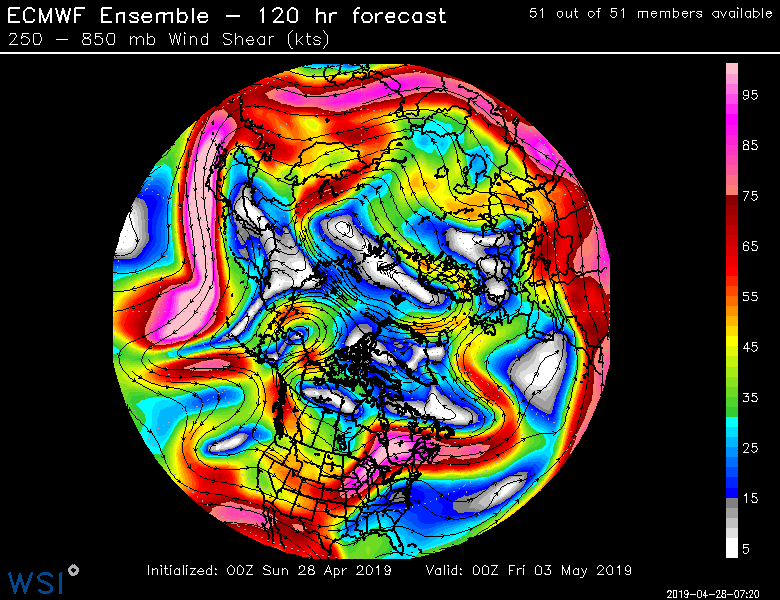 ECMWF Ensemble – 120 hr forecast
51 out of 51 members available
250 – 850 mb Wind Shear (kts)
95
85
75
65
55
45
35
25
15
5
Initialized: 00Z Sun 28 Apr 2019 Valid: 00Z Fri 03 May 2019
WSI
2019-04-28-07:20